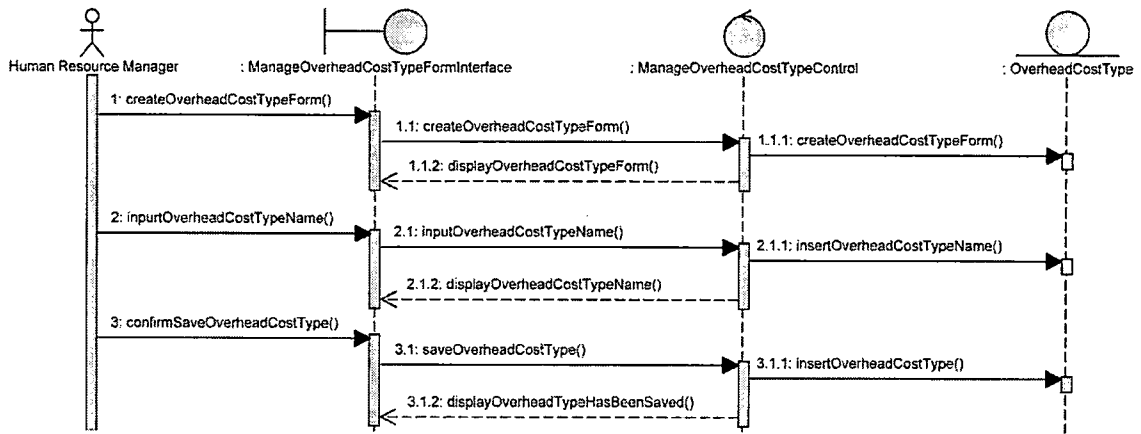 Human Resource Manager
: ManageOverheadCostTypeFormInterface
: ManageOverheadCostTypeControl
: OverheadCostType
1: createOverheadCostTypeForm()
1.1: createOverheadCostTypeForm()
1.1.1: createOverheadCostTypeForm()
1.1.2: displayOverheadCostTypeForm()
2: inpurtOverheadCostTypeName()
2.1: inputOverheadCostTypeName()
2.1.1: insertOverheadCostTypeName()
2.1.2: displayOverheadCostTypeName()
3: confirmSaveOverheadCostType()
3.1: saveOverheadCostType()
3.1.1: insertOverheadCostType()
3.1.2: displayOverheadTypeHasBeenSaved()